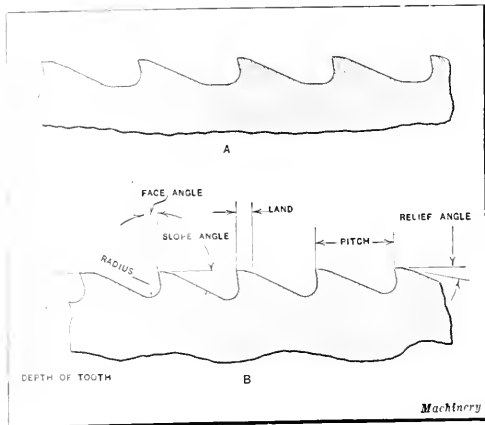 A
FACE ANGLE
LAND
RELIEF ANGLE
SLOPE ANGLE
PITCH
RADIUS
DEPTH OF TOOTH
B
Machinery